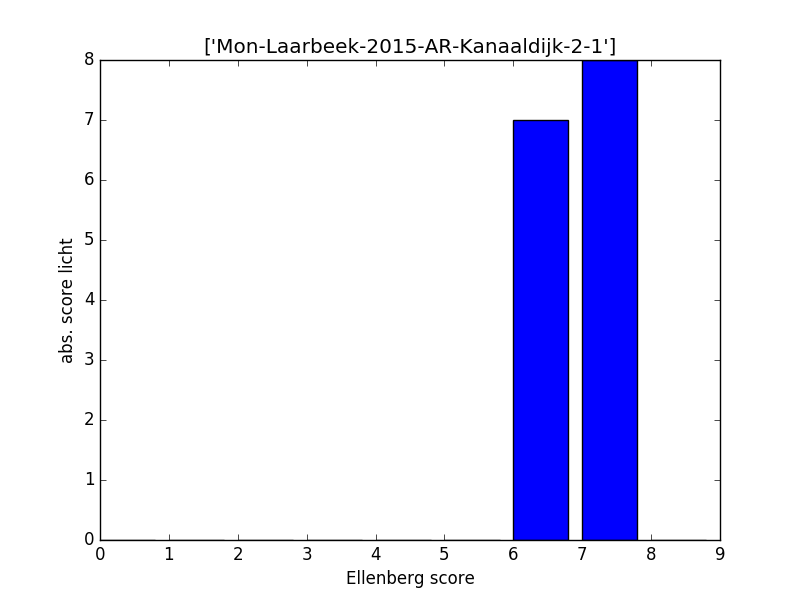 ['Mon-Laarbeek-2015-AR-Kanaaldijk-2-1']
8
7
6
5
4
3
2
1
0
abs. score licht
0 1 2 3 4 5 6 7 8 9
Ellenberg score